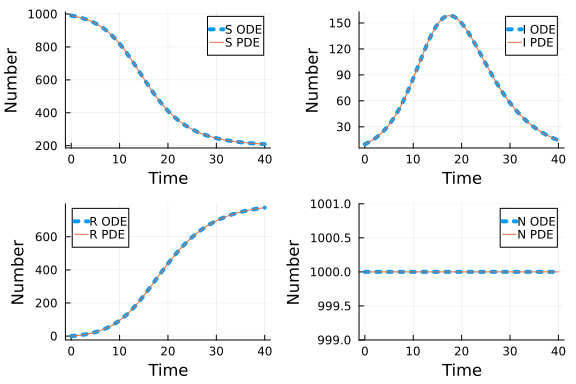 1000
800
600
400
200
0
10
20
30
40
Number
Time
S ODE
S PDE
150
120
90
60
30
0
10
20
30
40
Number
Time
I ODE
I PDE
600
400
200
0
0
10
20
30
40
Number
Time
R ODE
R PDE
1001.0
1000.5
1000.0
999.5
999.0
0
10
20
30
40
Number
Time
N ODE
N PDE